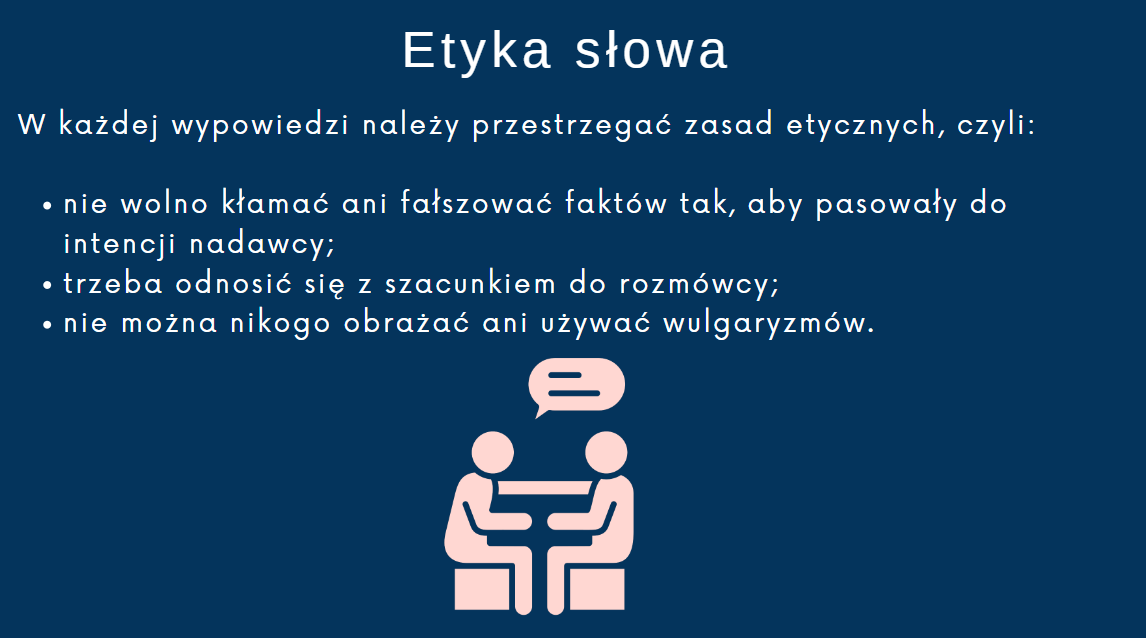 Etyka słowa
W każdej wypowiedzi należy przestrzegać zasad etycznych, czyli:
• nie wolno kłamać ani fałszować faktów tak, aby pasowały do
intencji nadawcy;
• trzeba odnosić się z szacunkiem do rozmówcy;
• nie można nikogo obrażać ani używać wulgaryzmów.